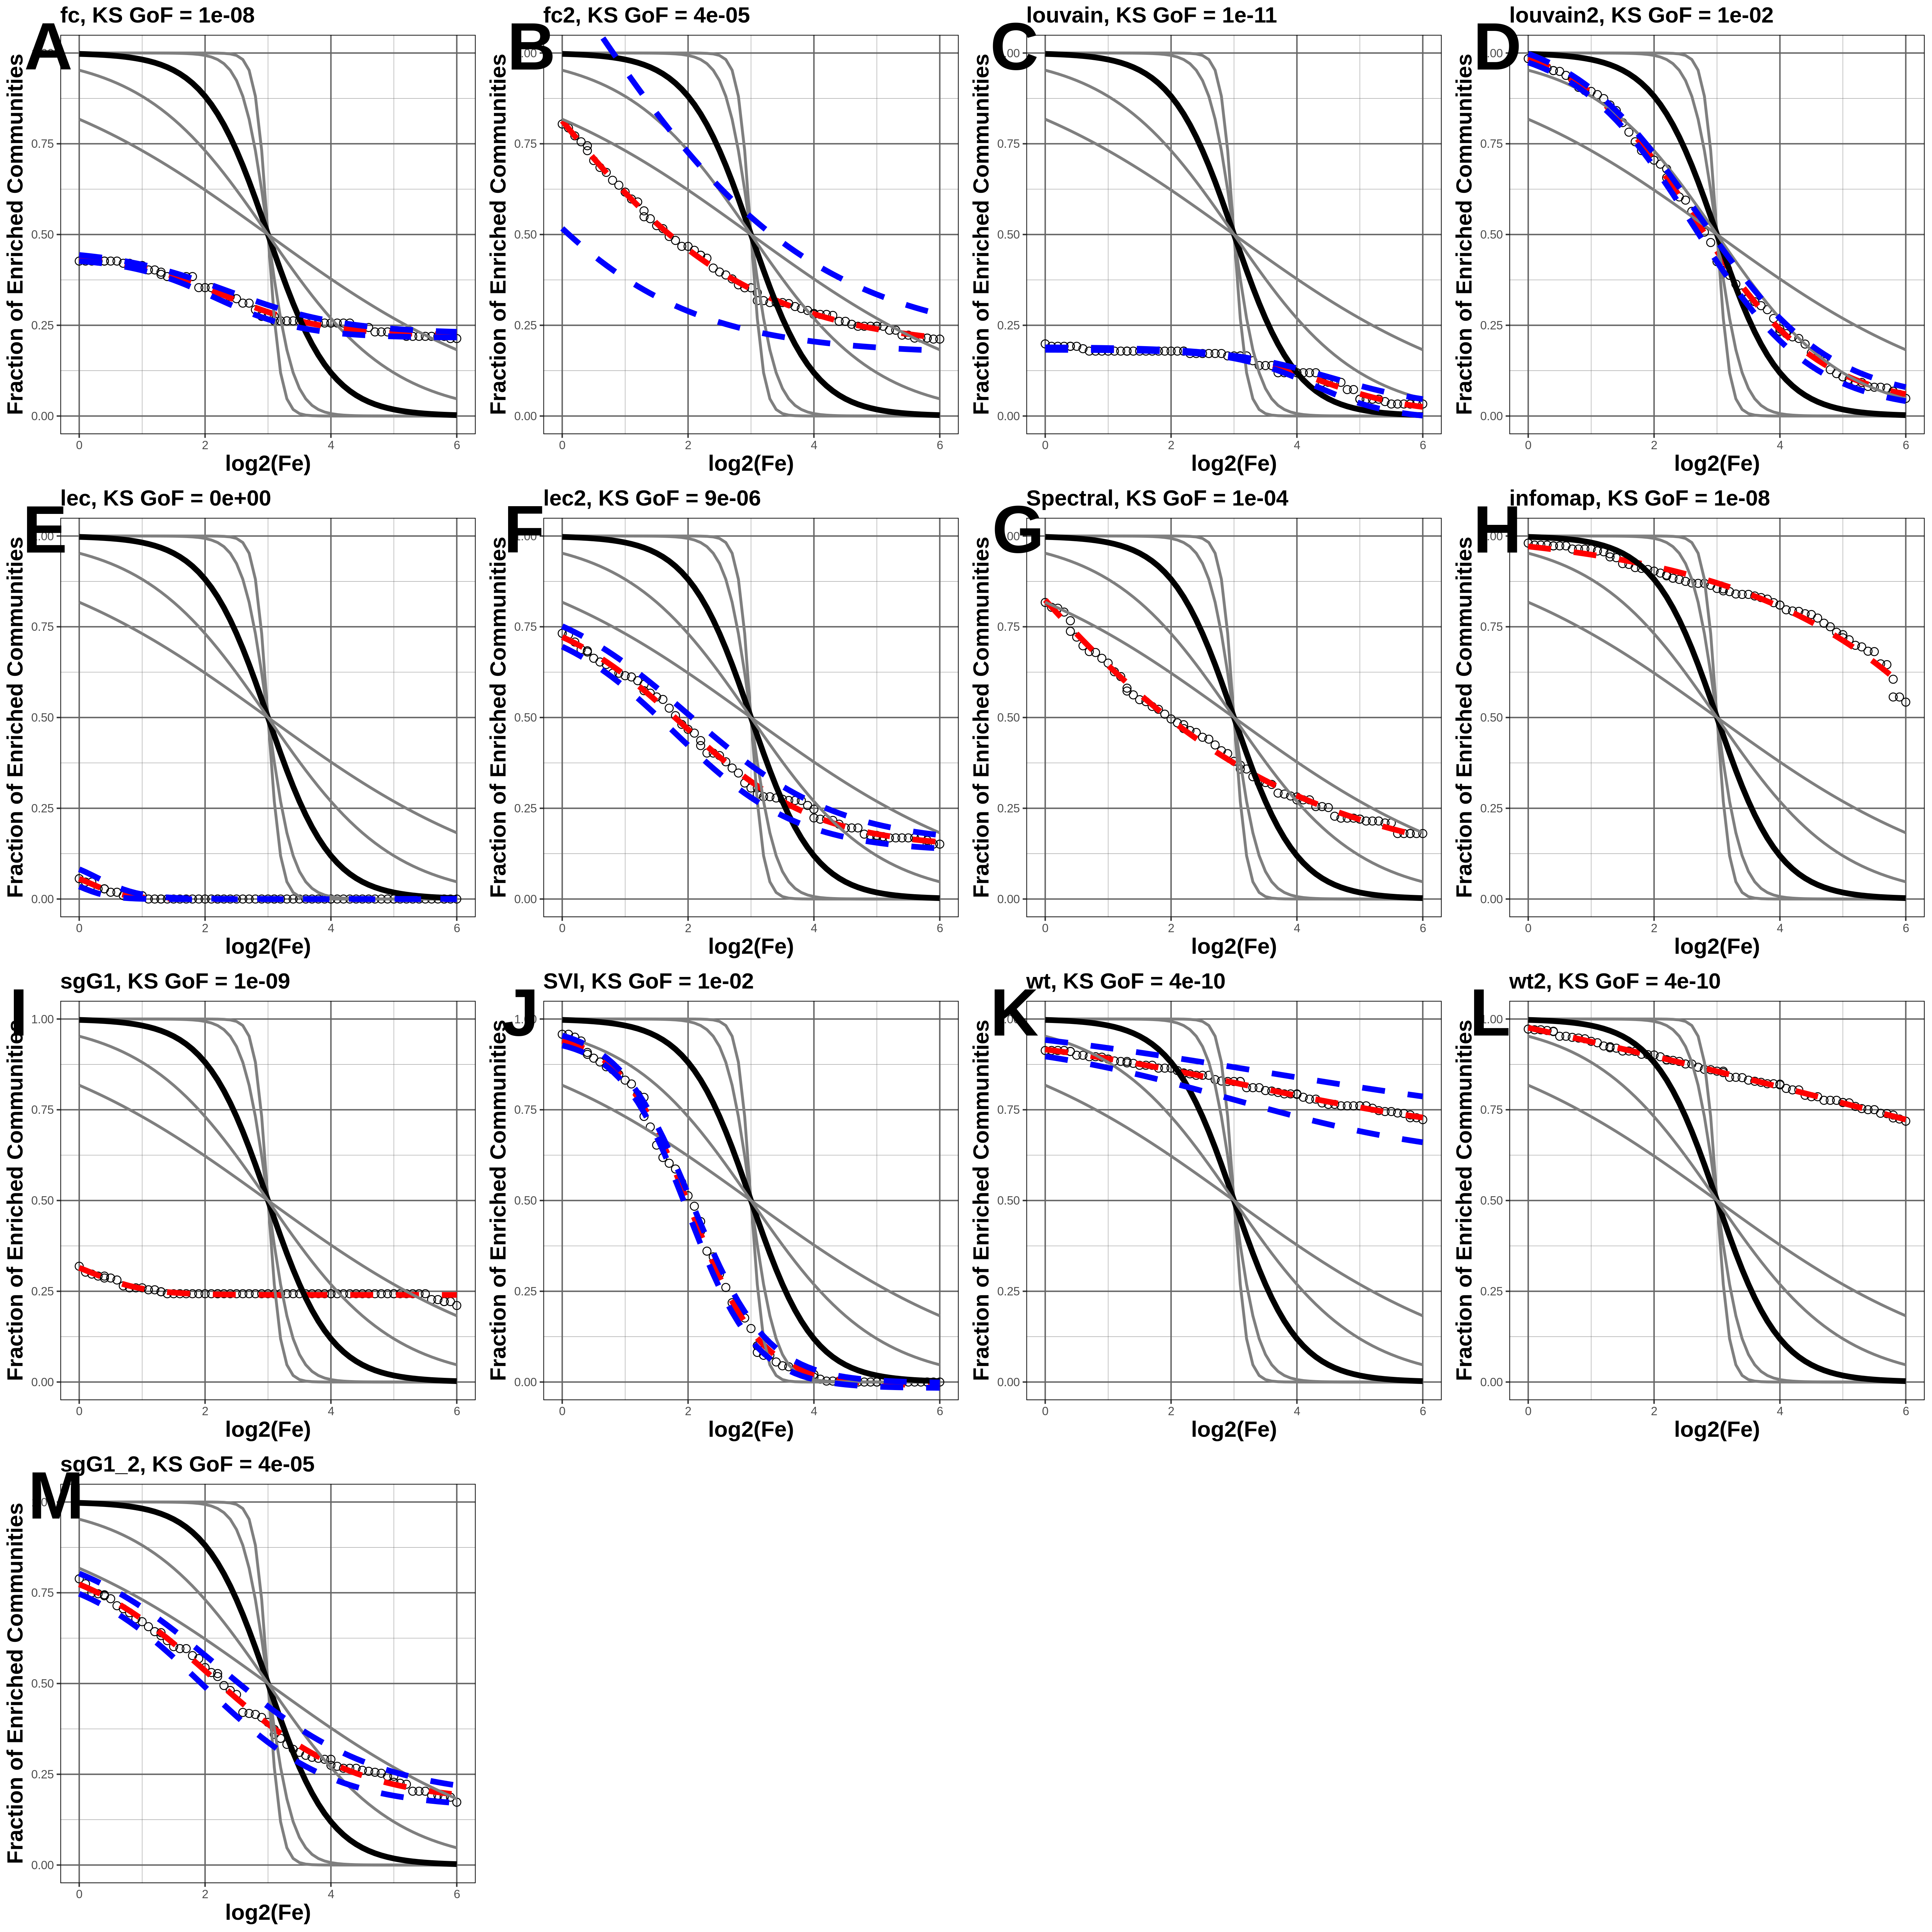 fc, KS GoF = 1e-08
fc2, KS GoF = 4e-05
louvain, KS GoF = 1e-11
louvain2, KS GoF = 1e-02
A
B
C
D
Fraction of Enriched Communities
0.75
0.50
0.25
0.00
0 2 4 6
log2(Fe)
Fraction of Enriched Communities
0.75
0.50
0.25
0.00
0 2 4 6
log2(Fe)
Fraction of Enriched Communities
0.75
0.50
0.25
0.00
0 2 4 6
log2(Fe)
Fraction of Enriched Communities
0.75
0.50
0.25
0.00
0 2 4 6
log2(Fe)
lec, KS GoF = 0e+00
lec2, KS GoF = 9e-06
Spectral, KS GoF = 1e-04
infomap, KS GoF = 1e-08
E
F
G
H
Fraction of Enriched Communities
0.75
0.50
0.25
0.00
0 2 4 6
log2(Fe)
Fraction of Enriched Communities
0.75
0.50
0.25
0.00
0 2 4 6
log2(Fe)
Fraction of Enriched Communities
0.75
0.50
0.25
0.00
0 2 4 6
log2(Fe)
Fraction of Enriched Communities
0.75
0.50
0.25
0.00
0 2 4 6
log2(Fe)
sgG1, KS GoF = 1e-09
SVI, KS GoF = 1e-02
wt, KS GoF = 4e-10
wt2, KS GoF = 4e-10
I
J
K
L
Fraction of Enriched Communities
1.00
0.75
0.50
0.25
0.00
0 2 4 6
log2(Fe)
Fraction of Enriched Communities
1.00
0.75
0.50
0.25
0.00
0 2 4 6
log2(Fe)
Fraction of Enriched Communities
0.75
0.50
0.25
0.00
0 2 4 6
log2(Fe)
Fraction of Enriched Communities
0.75
0.50
0.25
0.00
0 2 4 6
log2(Fe)
sgG1_2, KS GoF = 4e-05
M
Fraction of Enriched Communities
0.75
0.50
0.25
0.00
0 2 4 6
log2(Fe)